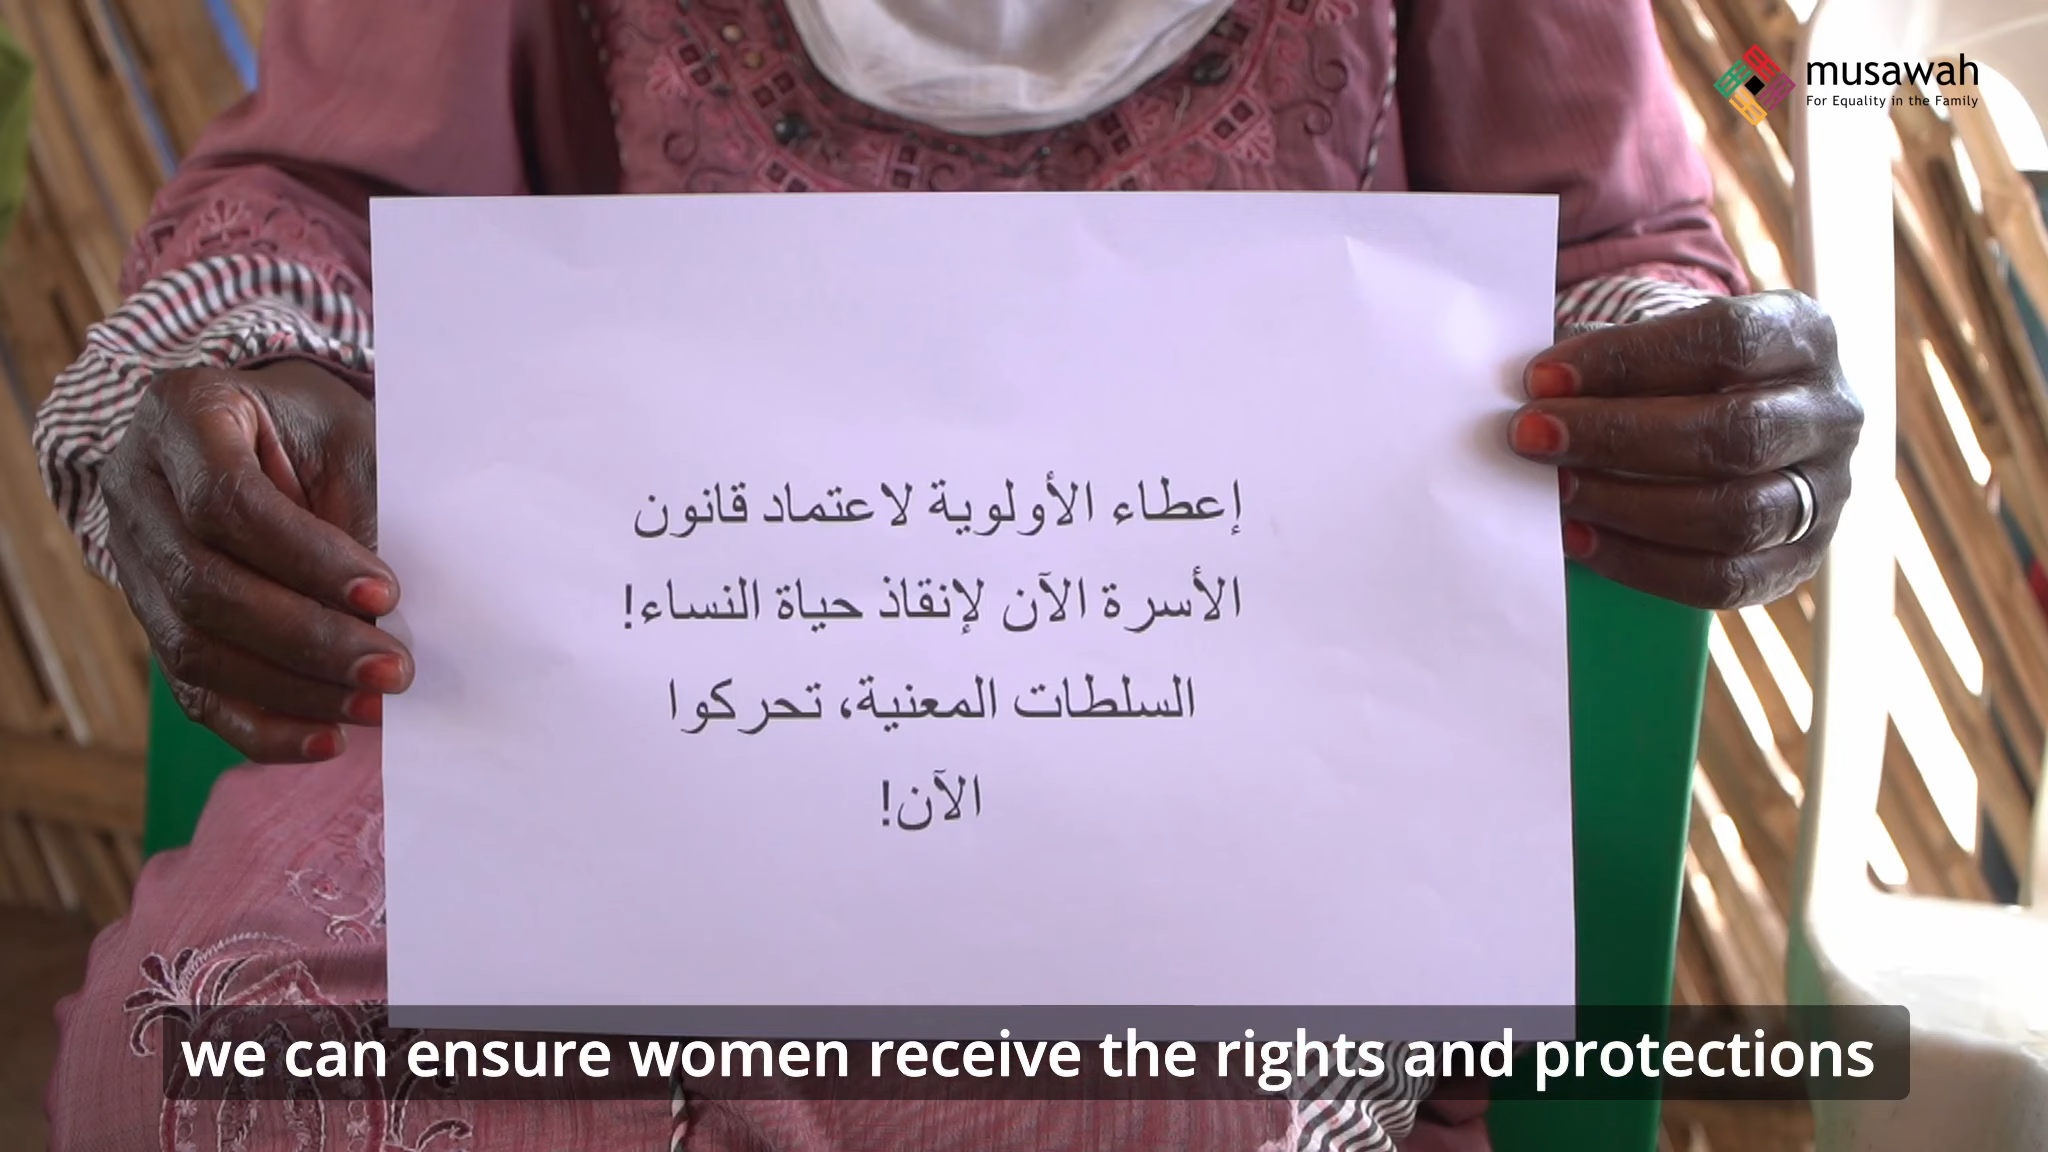 musawah
For Equality in the Family
إعطاء الأولوية لاعتماد قانون
الأسرة الآن لإنقاذ حياة النساء!
السلطات المعنية، تحركوا
الآن!
we can ensure women receive the rights and protections